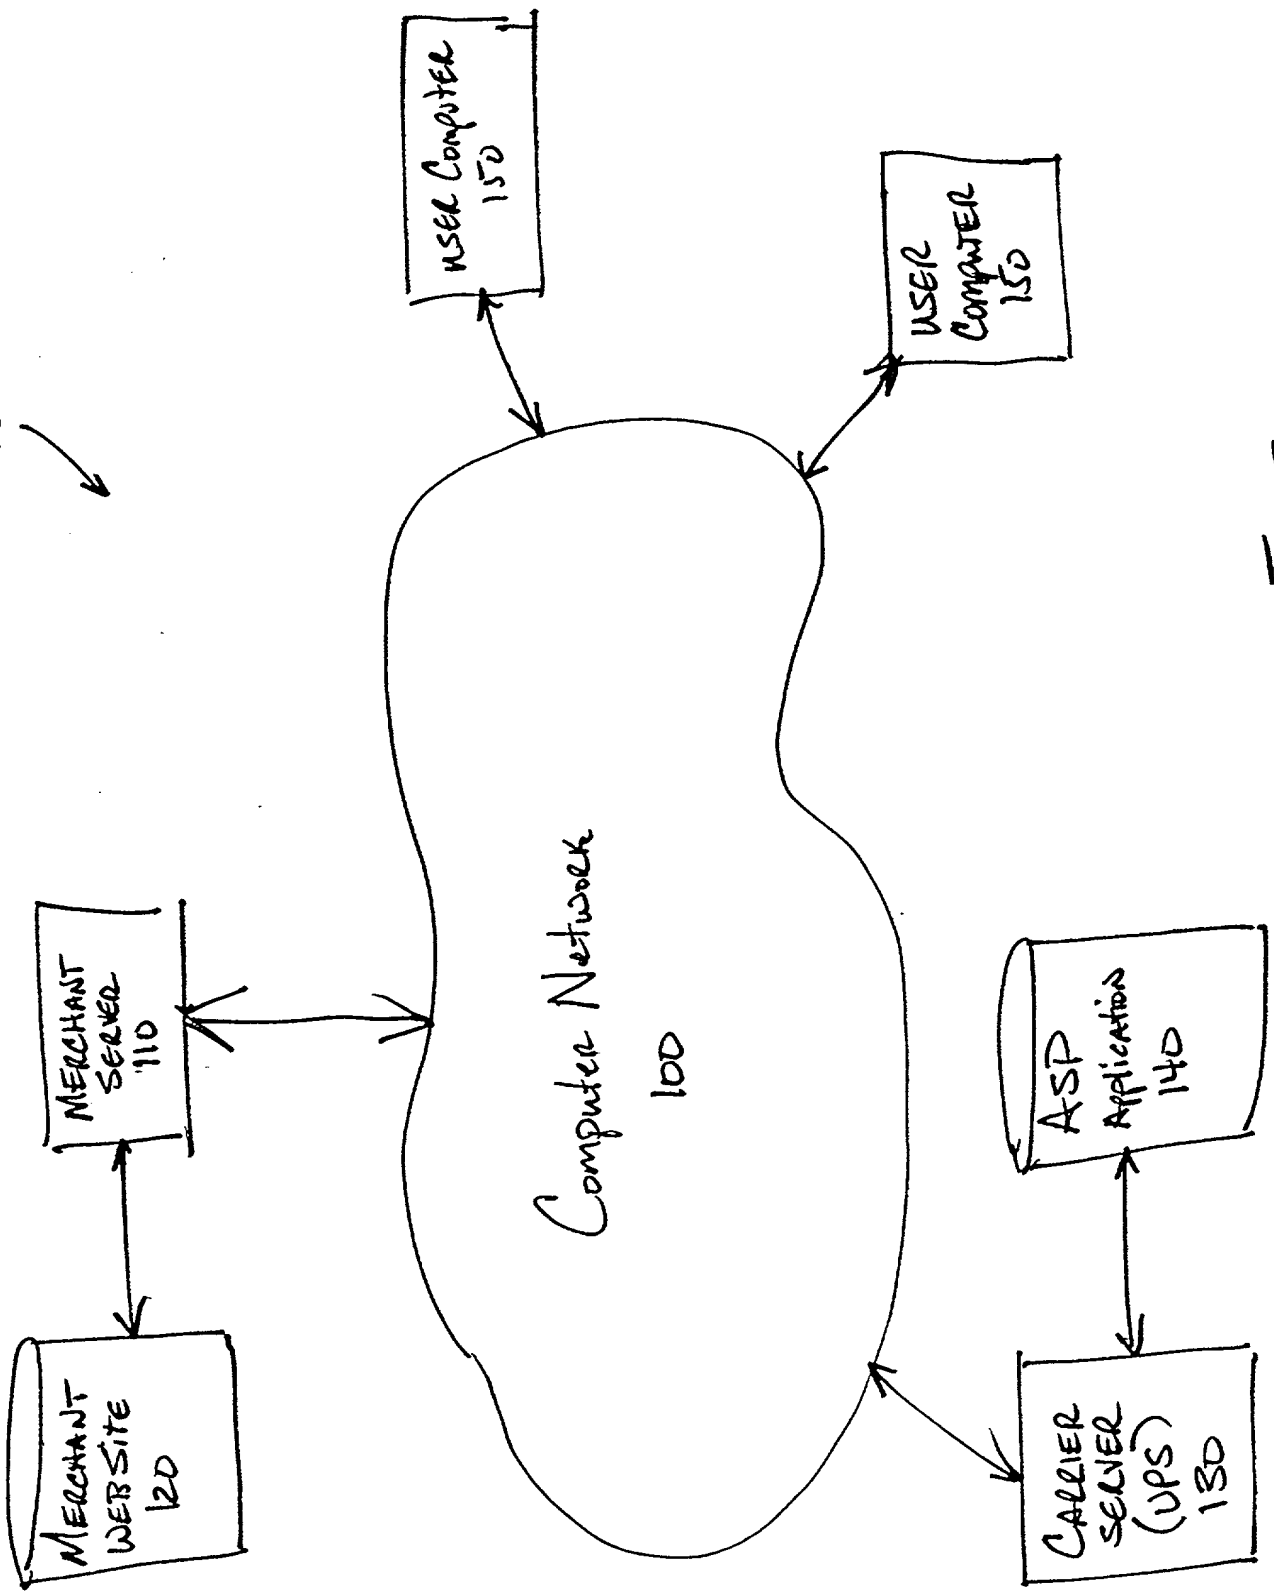 MERCHANT
WEBSITE
120
MERCHANT
SERVER
110
USER Computer
150
Computer Network
100
USER
Computer
150
CARRIER
SERVER
(UPS)
130
ASP
Application
140